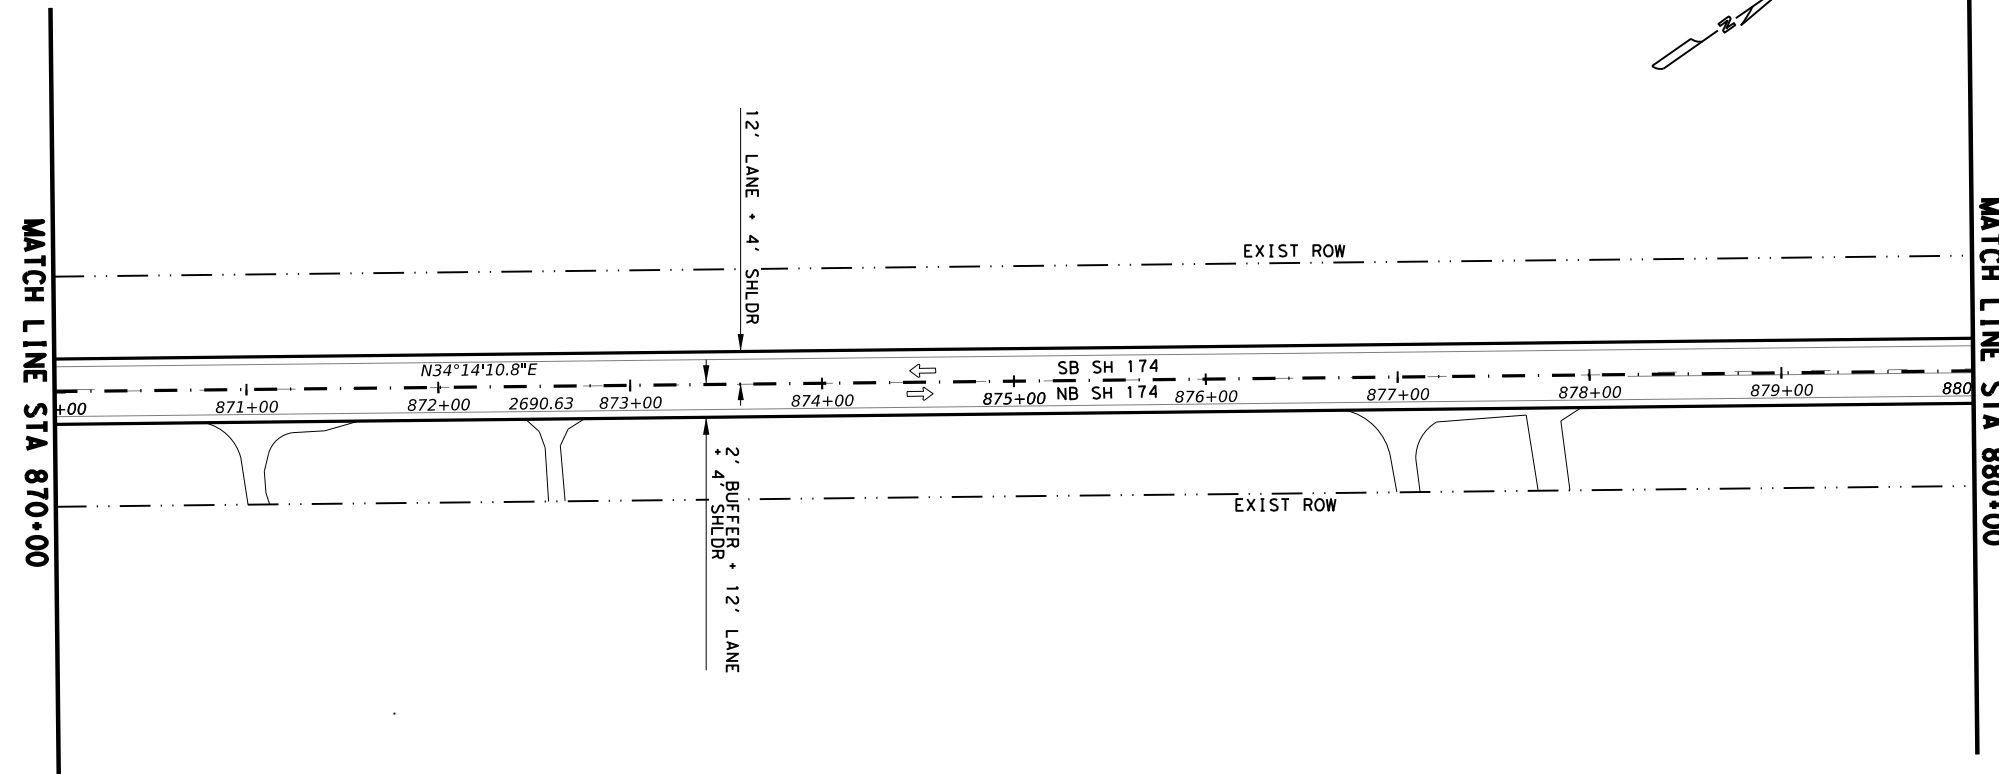 N
12' LANE + 4' SHLDR
EXIST ROW
MATCH LINE STA 870+00
MATCH LINE STA 880+00
N34°14'10.8"E
SB SH 174
NB SH 174
+00
871+00
872+00
2690.63
873+00
874+00
875+00
876+00
877+00
878+00
879+00
880
EXIST ROW
2' BUFFER + 12' LANE
+ 4' SHLDR